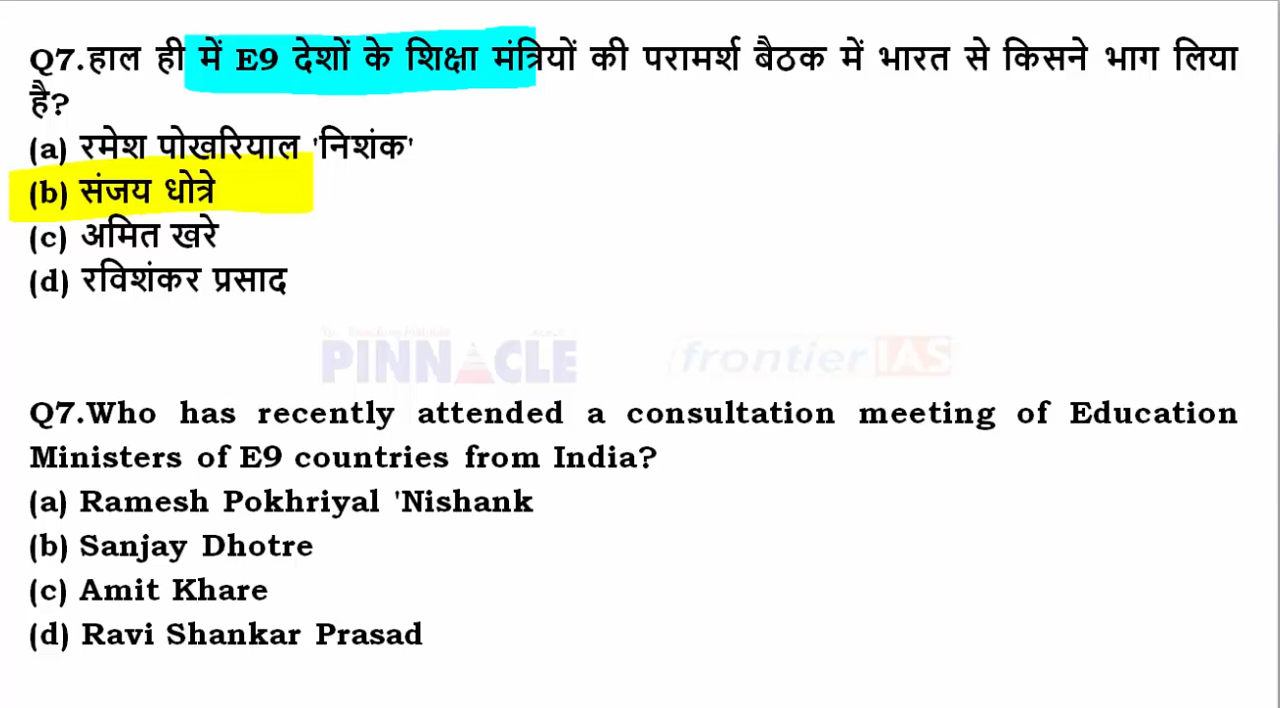 Q7.हाल ही में E9 देशों के शिक्षा मंत्रियों की परामर्श बैठक में भारत से किसने भाग लिया
है?
(a) रमेश पोखरियाल 'निशंक'
(b) संजय धोत्रे
(c) अमित खरे
(d) रविशंकर प्रसाद
PINNACLE frontier IAS
Q7.Who has recently attended a consultation meeting of Education
Ministers of E9 countries from India?
(a) Ramesh Pokhriyal 'Nishank
(b) Sanjay Dhotre
(c) Amit Khare
(d) Ravi Shankar Prasad